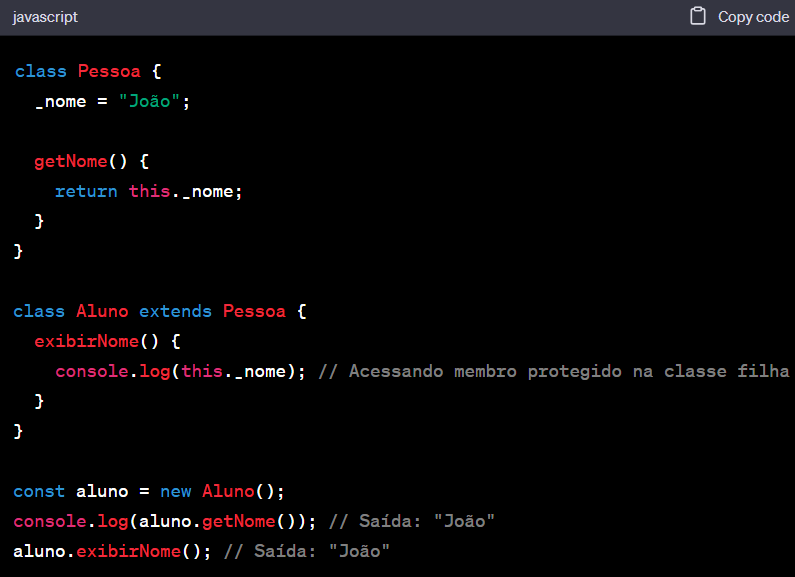 javascript
Copy code
class Pessoa {
  _nome = "João";

  getNome() {
    return this._nome;
  }
}

class Aluno extends Pessoa {
  exibirNome() {
    console.log(this._nome); // Acessando membro protegido na classe filha
  }
}

const aluno = new Aluno();
console.log(aluno.getNome()); // Saída: "João"
aluno.exibirNome(); // Saída: "João"